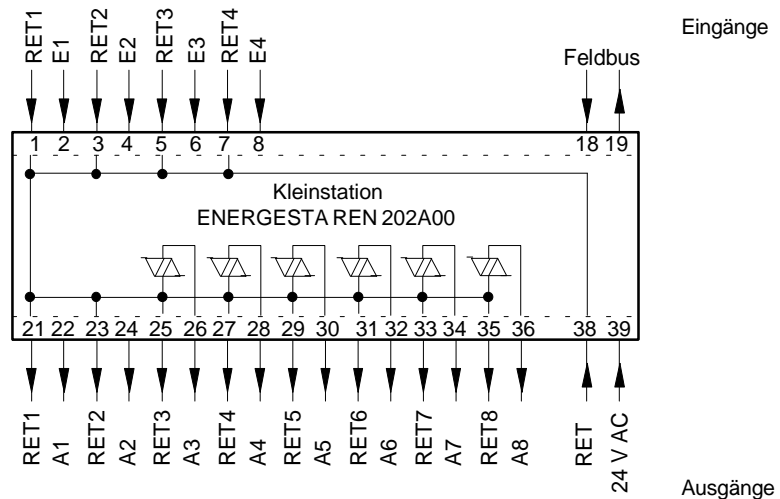 Eingänge
RET1 E1 RET2 E2 RET3 E3 RET4 E4 Feldbus
1 2 3 4 5 6 7 8 18 19
Kleinstation
ENERGESTA REN 202A00
21 22 23 24 25 26 27 28 29 30 31 32 33 34 35 36 38 39
RET1 A1 RET2 A2 RET3 A3 RET4 A4 RET5 A5 RET6 A6 RET7 A7 RET8 A8 RET 24 V AC
Ausgänge